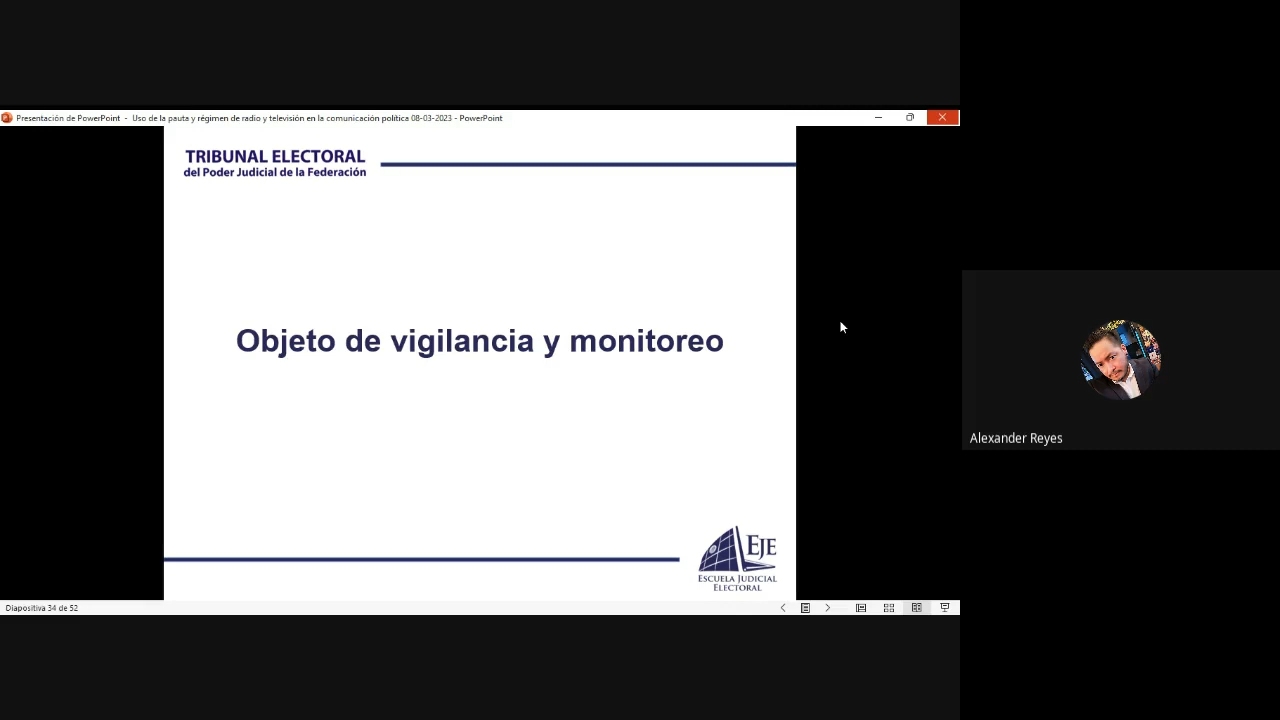 Presentación de PowerPoint - Uso de la pauta y régimen de radio y televisión en la comunicación política 08-03-2023 - PowerPoint
TRIBUNAL ELECTORAL
del Poder Judicial de la Federación
Objeto de vigilancia y monitoreo
Alexander Reyes
EJE
ESCUELA JUDICIAL
ELECTORAL
Diapositiva 34 de 52